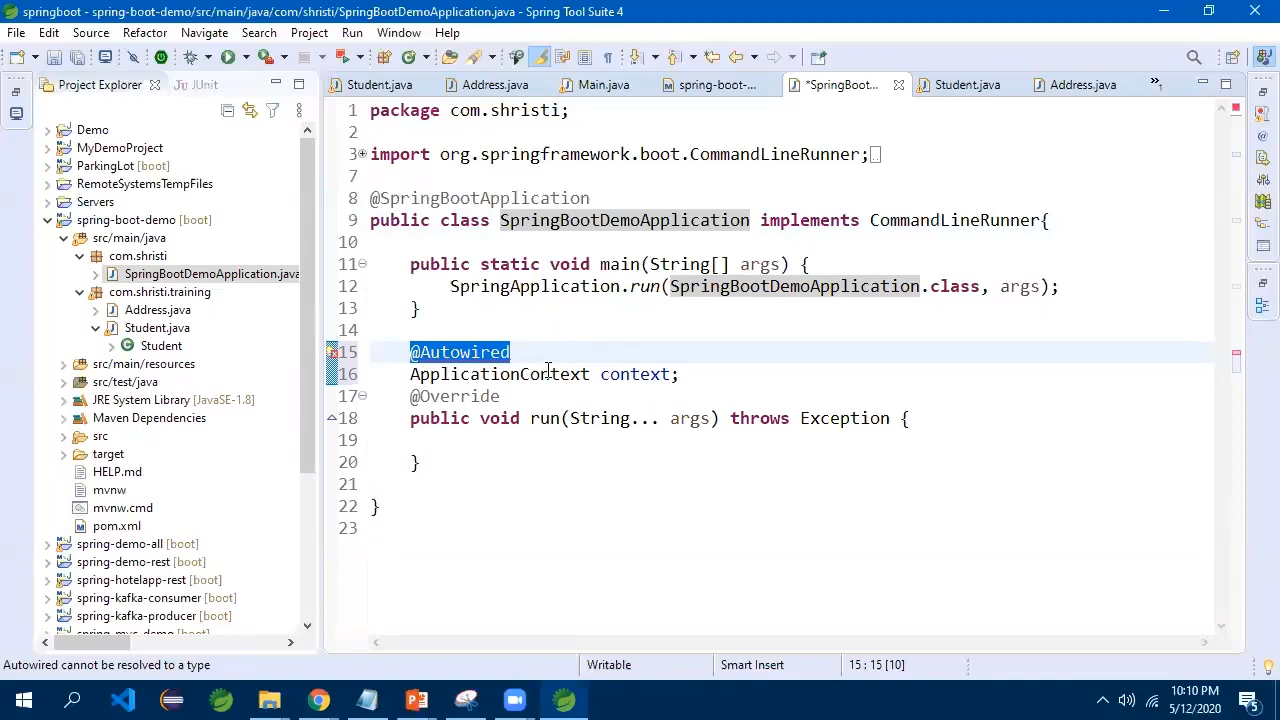 springboot - spring-boot-demo/src/main/java/com/shristi/SpringBootDemoApplication.java - Spring Tool Suite 4
File Edit Source Refactor Navigate Search Project Run Window Help
Project Explorer JUnit
Student.java Address.java Main.java spring-boot-... *SpringBoot... Student.java Address.java
Demo
MyDemoProject
ParkingLot [boot]
RemoteSystemsTempFiles
Servers
spring-boot-demo [boot]
src/main/java
com.shristi
SpringBootDemoApplication.java
com.shristi.training
Address.java
Student.java
Student
src/main/resources
src/test/java
JRE System Library [JavaSE-1.8]
Maven Dependencies
src
target
HELP.md
mvnw
mvnw.cmd
pom.xml
spring-demo-all [boot]
spring-demo-rest [boot]
spring-hotelapp-rest [boot]
spring-kafka-consumer [boot]
spring-kafka-producer [boot]
spring-mvc-demo [boot]
1 package com.shristi;
2
3 import org.springframework.boot.CommandLineRunner;
7
8 @SpringBootApplication
9 public class SpringBootDemoApplication implements CommandLineRunner{
10
11 public static void main(String[] args) {
12 SpringApplication.run(SpringBootDemoApplication.class, args);
13 }
14
15 @Autowired
16 ApplicationContext context;
17 @Override
18 public void run(String... args) throws Exception {
19
20 }
21
22 }
23
Autowired cannot be resolved to a type Writable Smart Insert 15 : 15 [10]
10:10 PM
5/12/2020
5